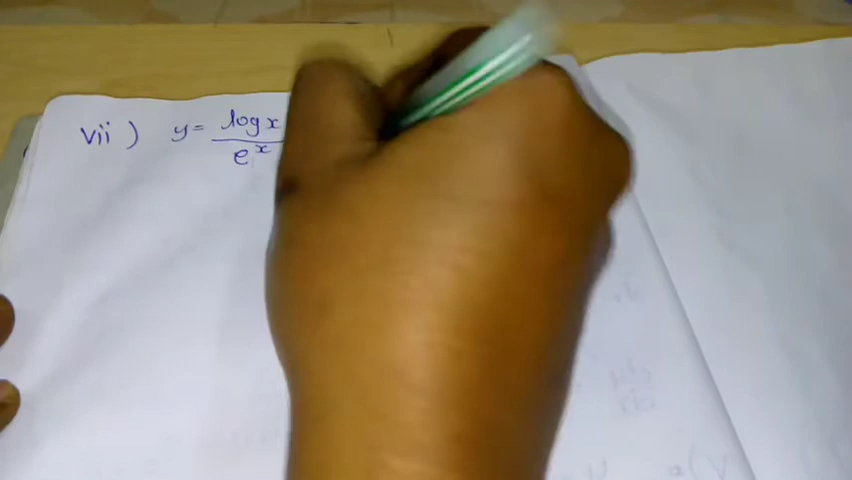 vii) y = log x / e^x